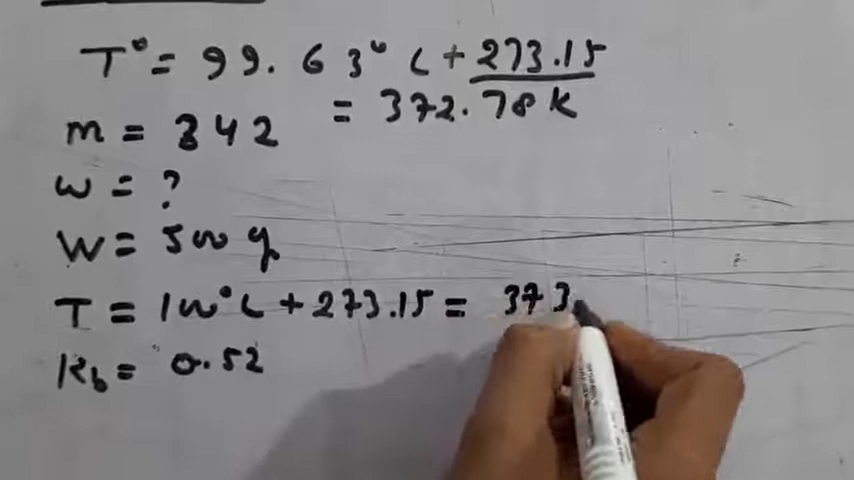 T° = 99.63°C + 273.15
= 372.78 K
m = 342
w = ?
W = 500 g
T = 100°C + 273.15 = 373.
Kb = 0.52